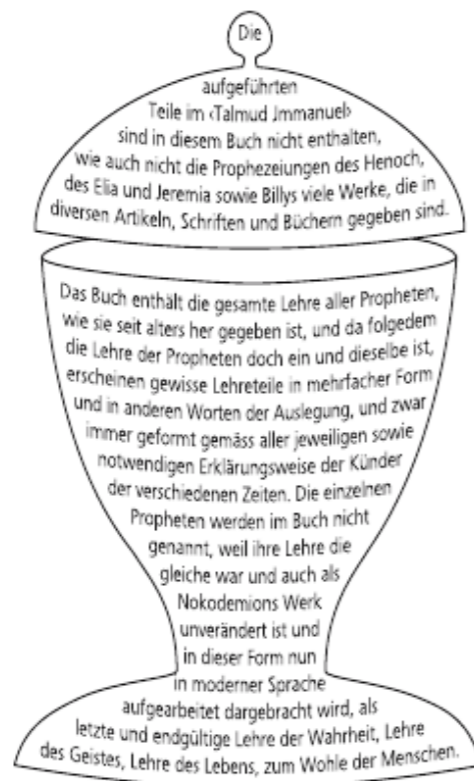 Die
aufgeführten
Teile im ‹Talmud Jmmanuel›
sind in diesem Buch nicht enthalten,
wie auch nicht die Prophezeiungen des Henoch,
des Elia und Jeremia sowie Billys viele Werke, die in
diversen Artikeln, Schriften und Büchern gegeben sind.
Das Buch enthält die gesamte Lehre aller Propheten,
wie sie seit alters her gegeben ist, und da folgedem
die Lehre der Propheten doch ein und dieselbe ist,
erscheinen gewisse Lehreteile in mehrfacher Form
und in anderen Worten der Auslegung, und zwar
immer geformt gemäss aller jeweiligen sowie
notwendigen Erklärungsweise der Künder
der verschiedenen Zeiten. Die einzelnen
Propheten werden im Buch nicht
genannt, weil ihre Lehre die
gleiche war und auch als
Nokodemions Werk
unverändert ist und
in dieser Form nun
in moderner Sprache
aufgearbeitet dargebracht wird, als
letzte und endgültige Lehre der Wahrheit, Lehre
des Geistes, Lehre des Lebens, zum Wohle der Menschen.